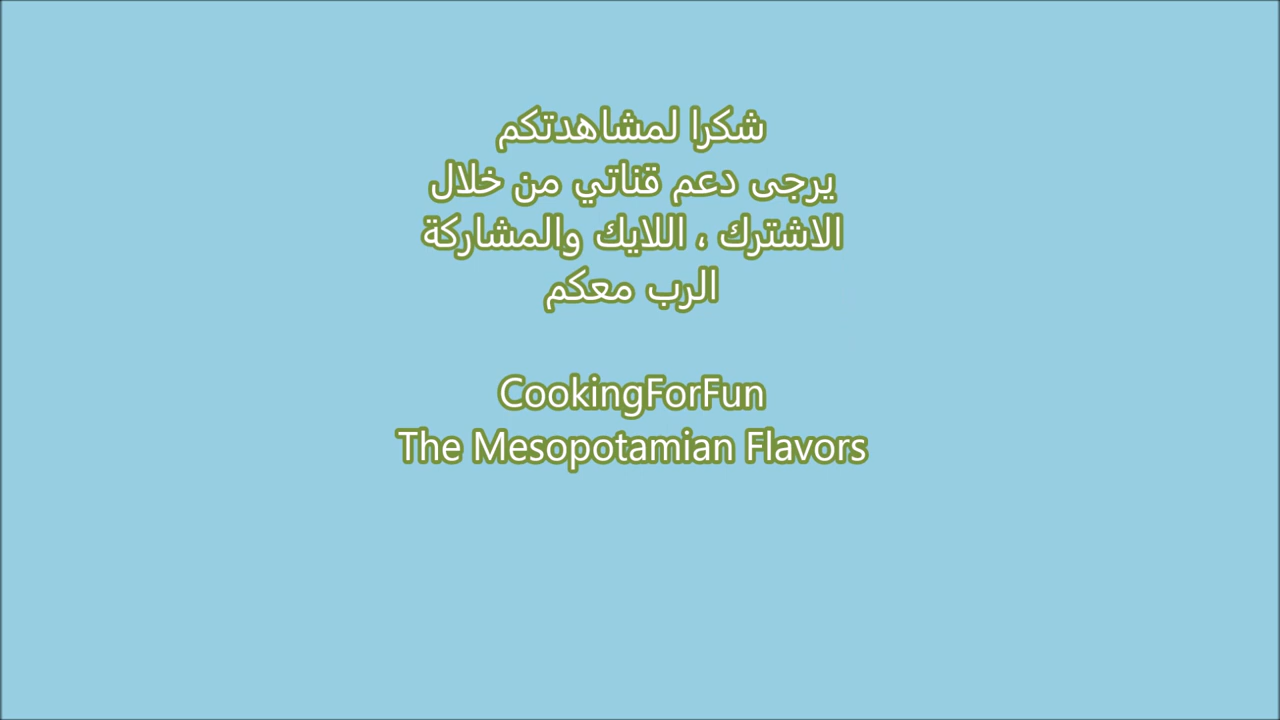 شكرا لمشاهدتكم
يرجى دعم قناتي من خلال
الاشترك ، اللايك والمشاركة
الرب معكم
CookingForFun
The Mesopotamian Flavors